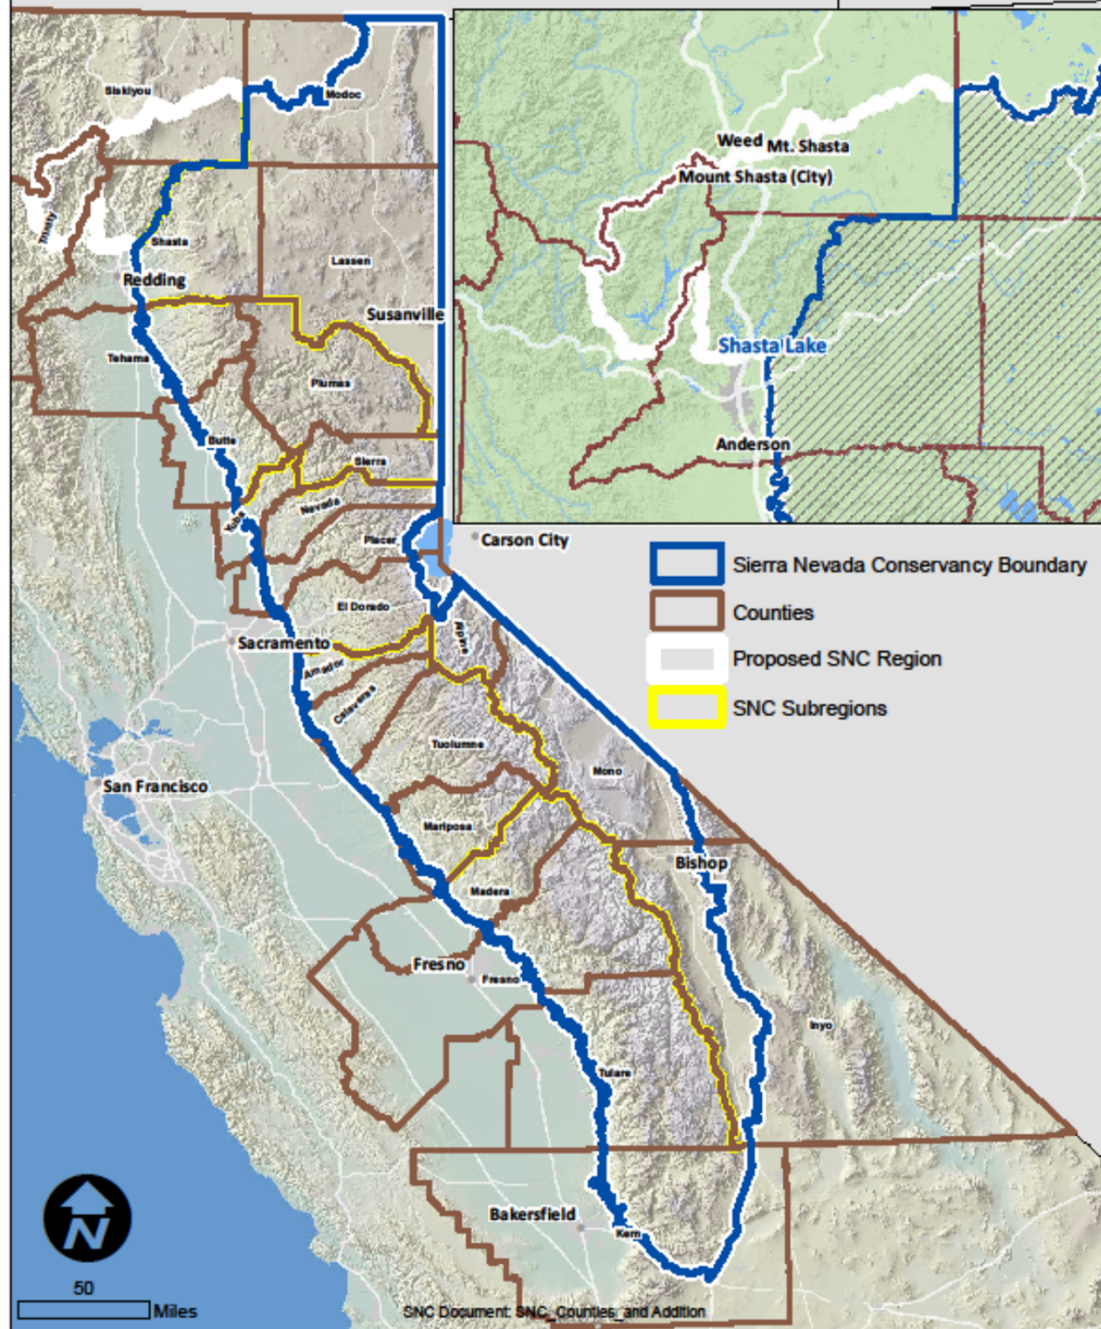 Siskiyou
Modoc
Trinity
Shasta
Redding
Lassen
Susanville
Tehama
Plumas
Butte
Sierra
Nevada
Yuba
Placer
El Dorado
Alpine
Sacramento
Amador
Calaveras
Tuolumne
Mono
San Francisco
Mariposa
Bishop
Madera
Fresno
Fresno
Inyo
Tulare
Bakersfield
Kern
Weed
Mt. Shasta
Mount Shasta (City)
Shasta Lake
Anderson
Carson City
Sierra Nevada Conservancy Boundary
Counties
Proposed SNC Region
SNC Subregions
N
50
Miles
SNC Document: SNC_Counties_and Addition